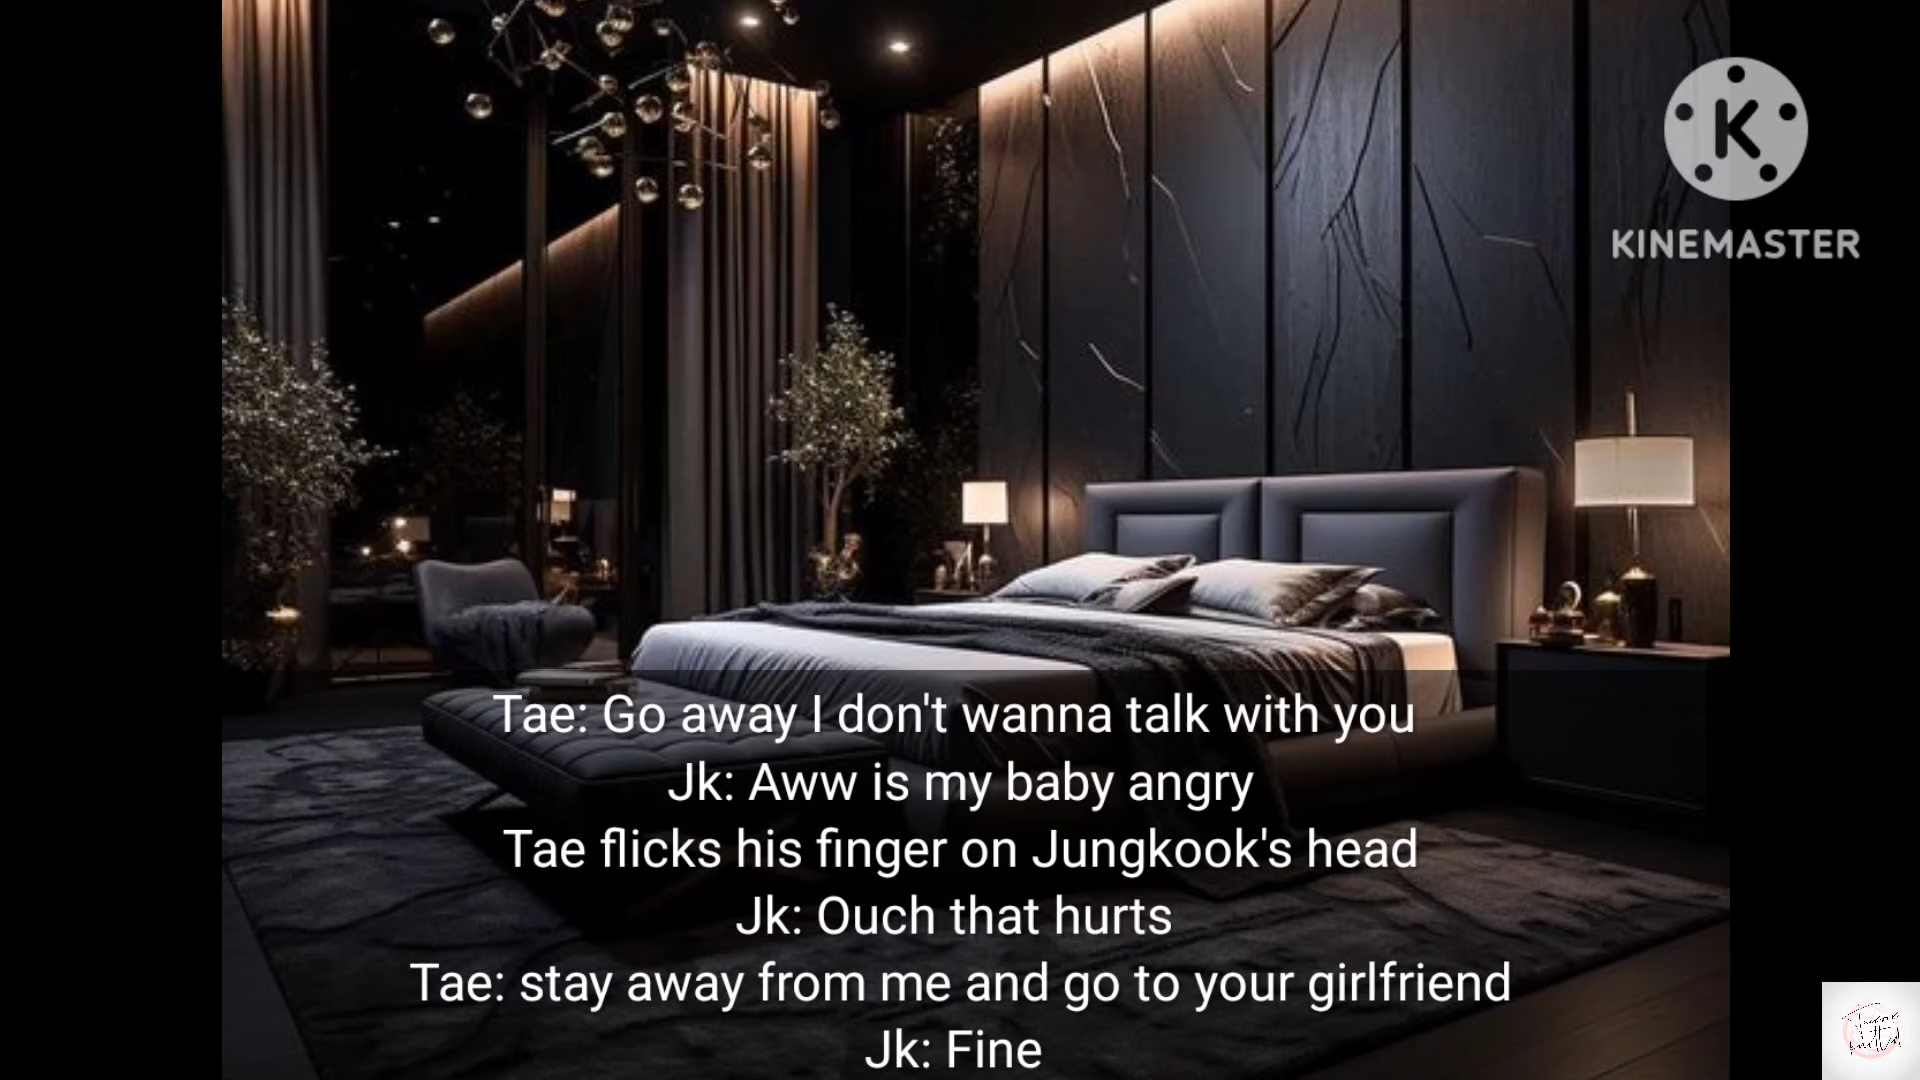 KINEMASTER
Tae: Go away I don't wanna talk with you
Jk: Aww is my baby angry
Tae flicks his finger on Jungkook's head
Jk: Ouch that hurts
Tae: stay away from me and go to your girlfriend
Jk: Fine